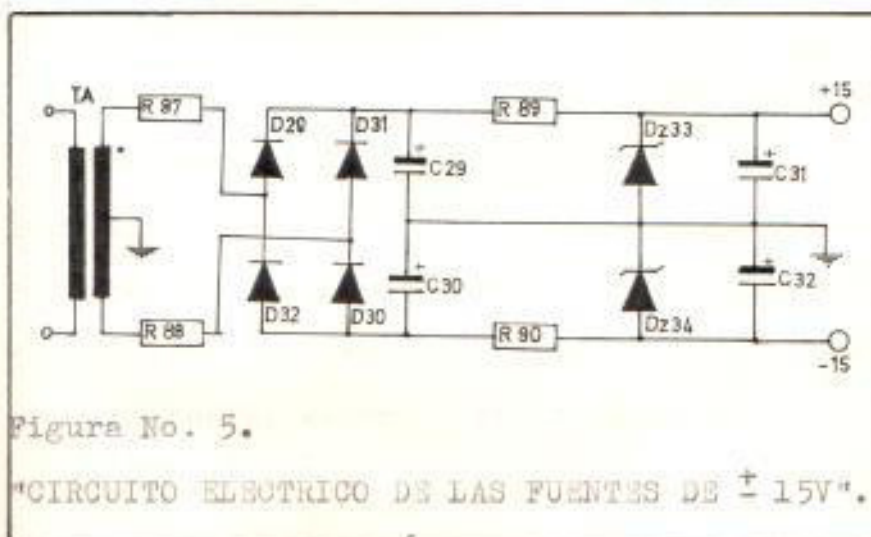 TA
R 87
D29
D31
R 89
+15
Dz33
C29
C31
C30
C32
D32
D30
R 88
R 90
Dz34
-15
Figura No. 5.
"CIRCUITO ELECTRICO DE LAS FUENTES DE ± 15V".